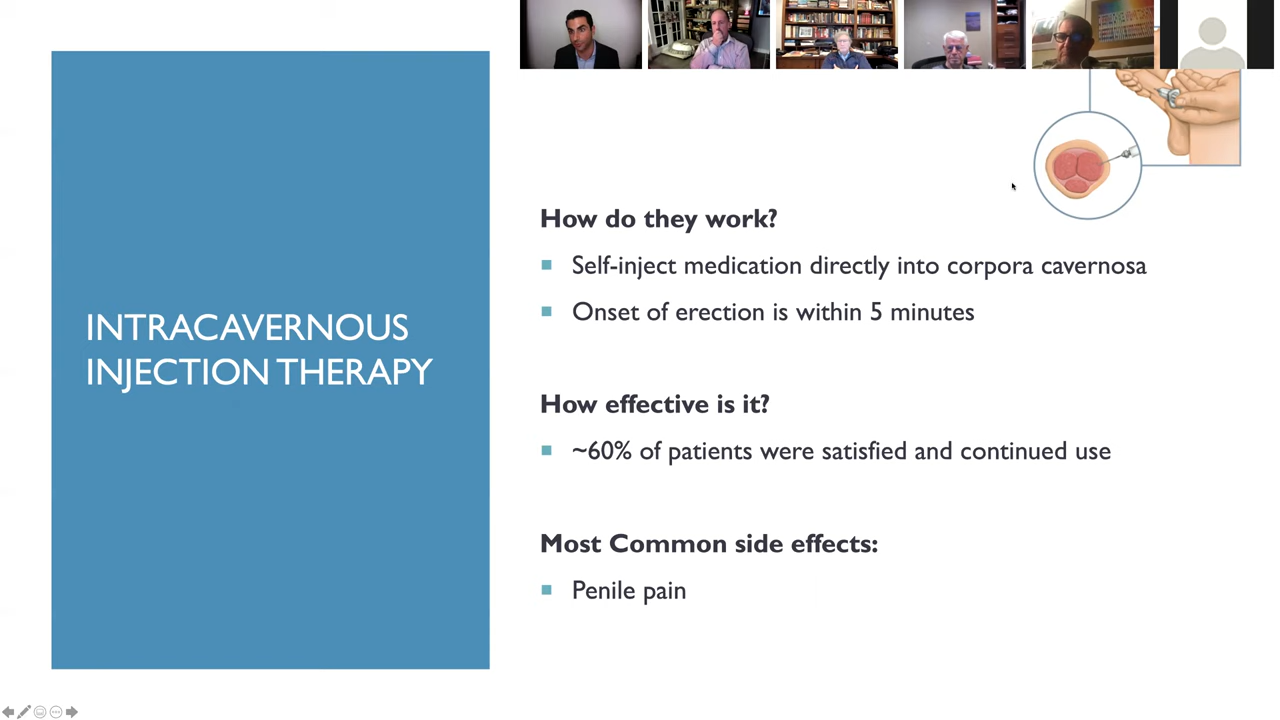 INTRACAVERNOUS
INJECTION THERAPY
How do they work?
Self-inject medication directly into corpora cavernosa
Onset of erection is within 5 minutes
How effective is it?
~60% of patients were satisfied and continued use
Most Common side effects:
Penile pain